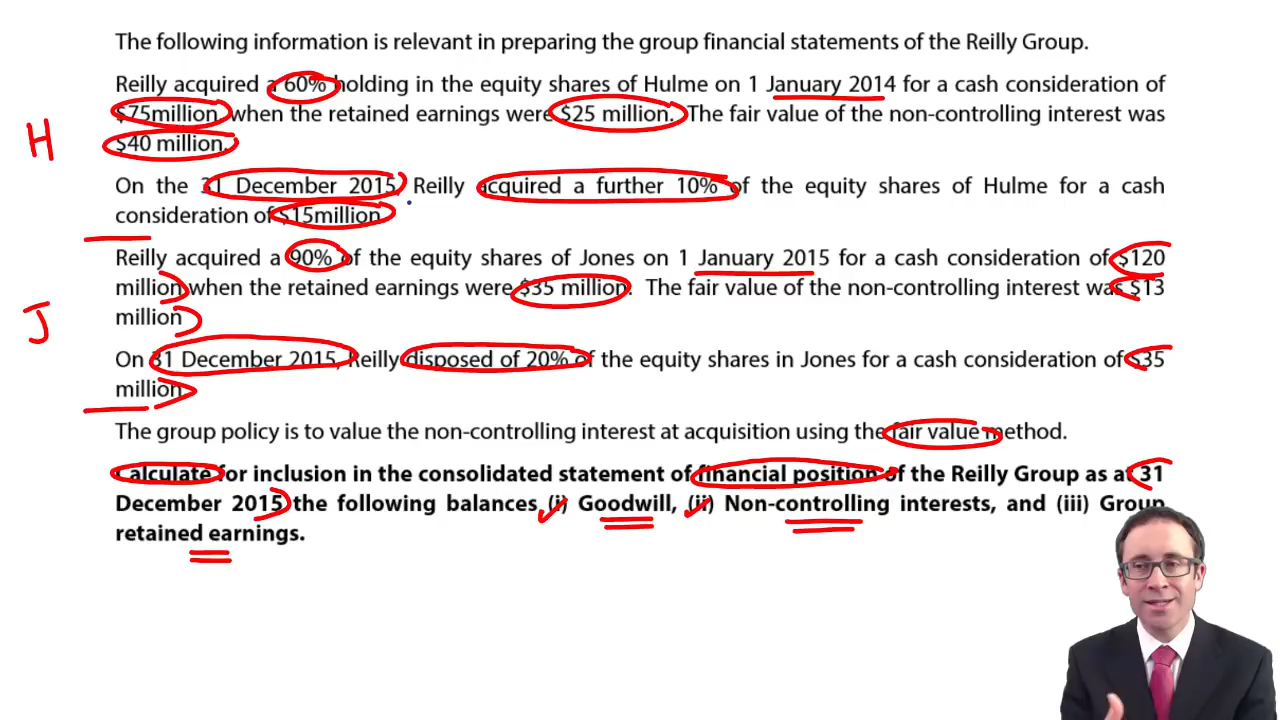 The following information is relevant in preparing the group financial statements of the Reilly Group.
Reilly acquired a 60% holding in the equity shares of Hulme on 1 January 2014 for a cash consideration of
$75million, when the retained earnings were $25 million. The fair value of the non-controlling interest was
H
$40 million.
On the 31 December 2015, Reilly acquired a further 10% of the equity shares of Hulme for a cash
consideration of $15million.
Reilly acquired a 90% of the equity shares of Jones on 1 January 2015 for a cash consideration of $120
million when the retained earnings were $35 million. The fair value of the non-controlling interest was $13
million
J
On 31 December 2015, Reilly disposed of 20% of the equity shares in Jones for a cash consideration of $35
million.
The group policy is to value the non-controlling interest at acquisition using the fair value method.
Calculate for inclusion in the consolidated statement of financial position of the Reilly Group as at 31
December 2015 the following balances (i) Goodwill, (ii) Non-controlling interests, and (iii) Group
retained earnings.